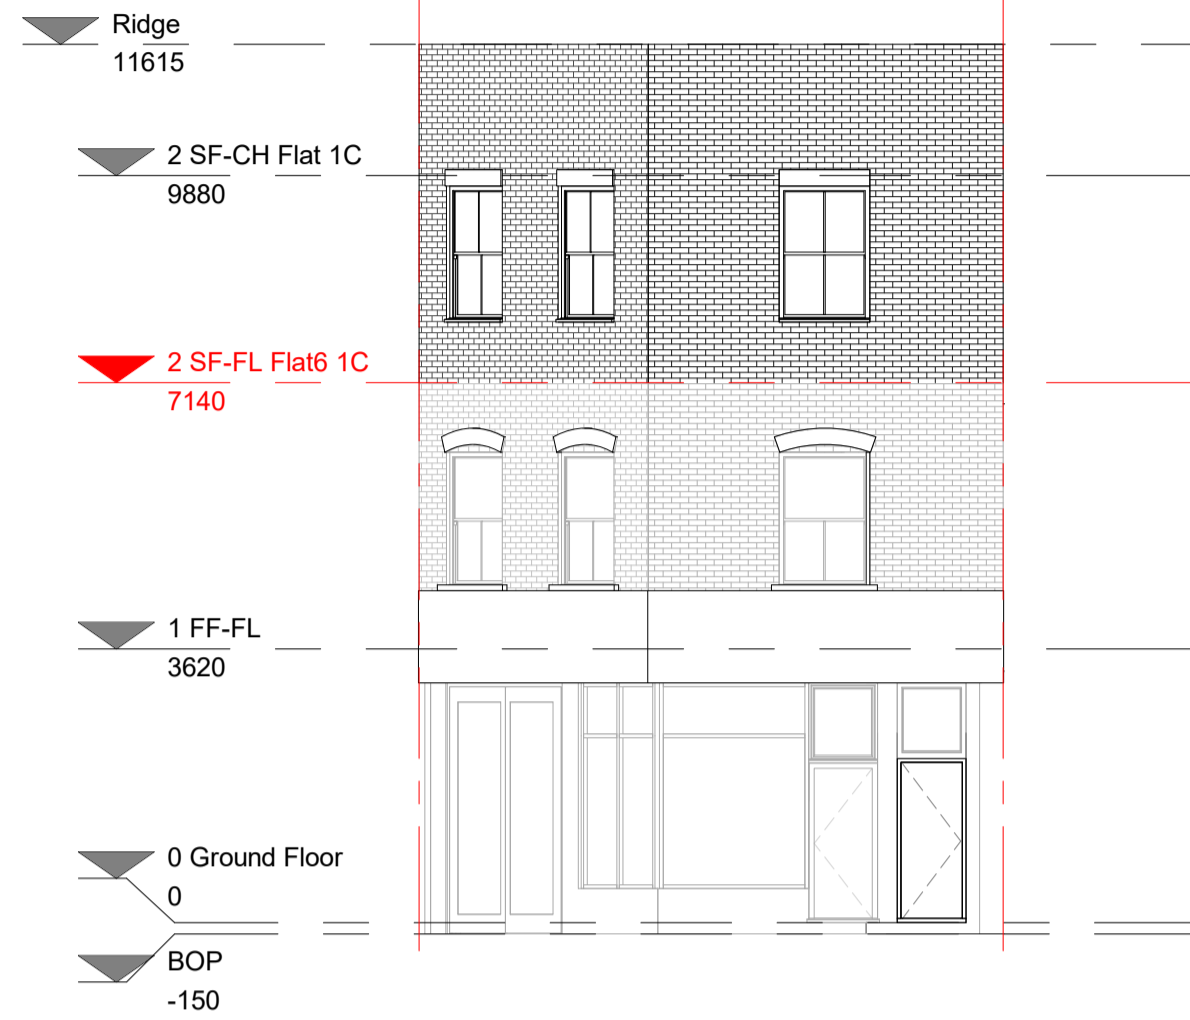 Ridge
11615
2 SF-CH Flat 1C
9880
2 SF-FL Flat6 1C
7140
1 FF-FL
3620
0 Ground Floor
0
BOP
-150